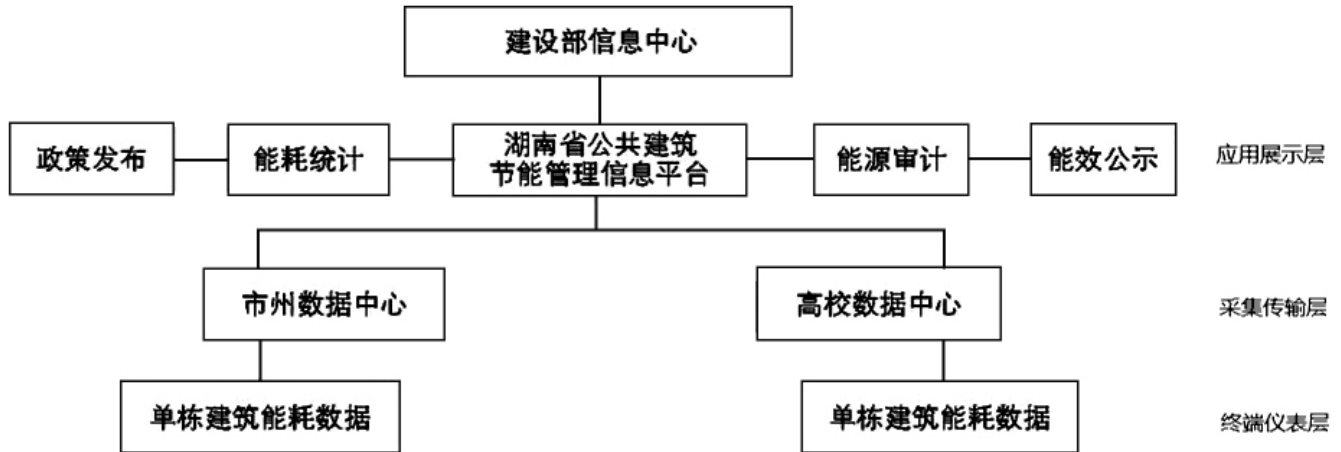 建设部信息中心
政策发布
能耗统计
湖南省公共建筑
节能管理信息平台
能源审计
能效公示
应用展示层
市州数据中心
高校数据中心
采集传输层
单栋建筑能耗数据
单栋建筑能耗数据
终端仪表层